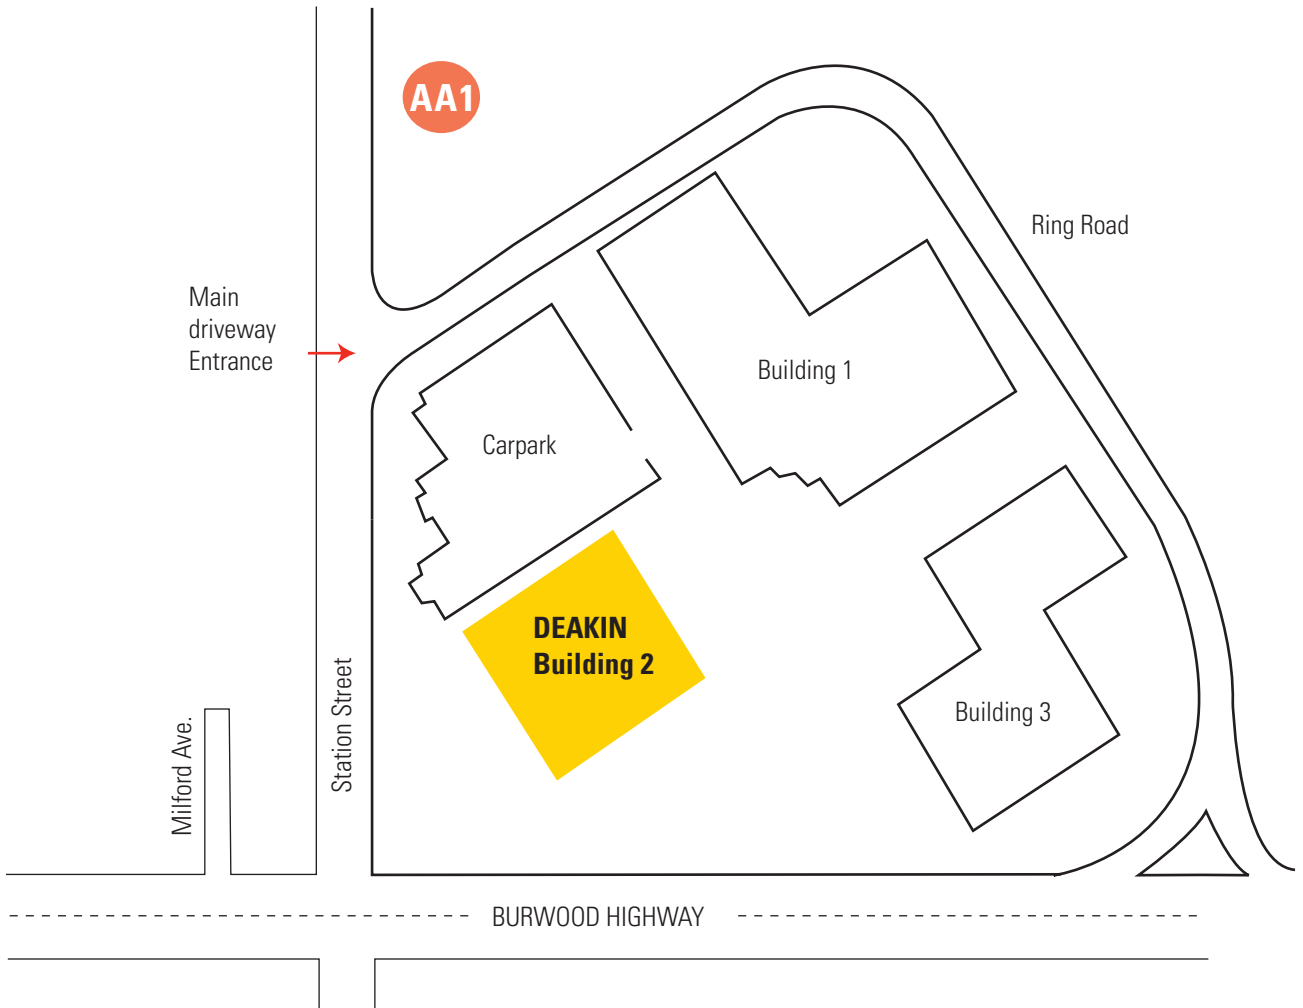 AA1
Ring Road
Main
driveway
Entrance
Building 1
Carpark
DEAKIN
Building 2
Station Street
Building 3
Milford Ave.
BURWOOD HIGHWAY